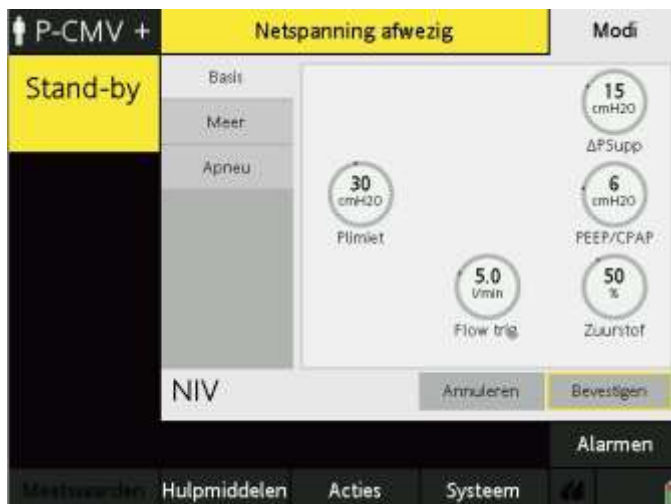 P-CMV +
Netspanning afwezig
Modi
Stand-by
Basis
Meer
Apneu
15
cmH2O
ΔPSupp
30
cmH2O
Plimiet
6
cmH2O
PEEP/CPAP
5.0
l/min
Flow trig.
50
%
Zuurstof
NIV
Annuleren
Bevestigen
Alarmen
Meetwaarden
Hulpmiddelen
Acties
Systeem